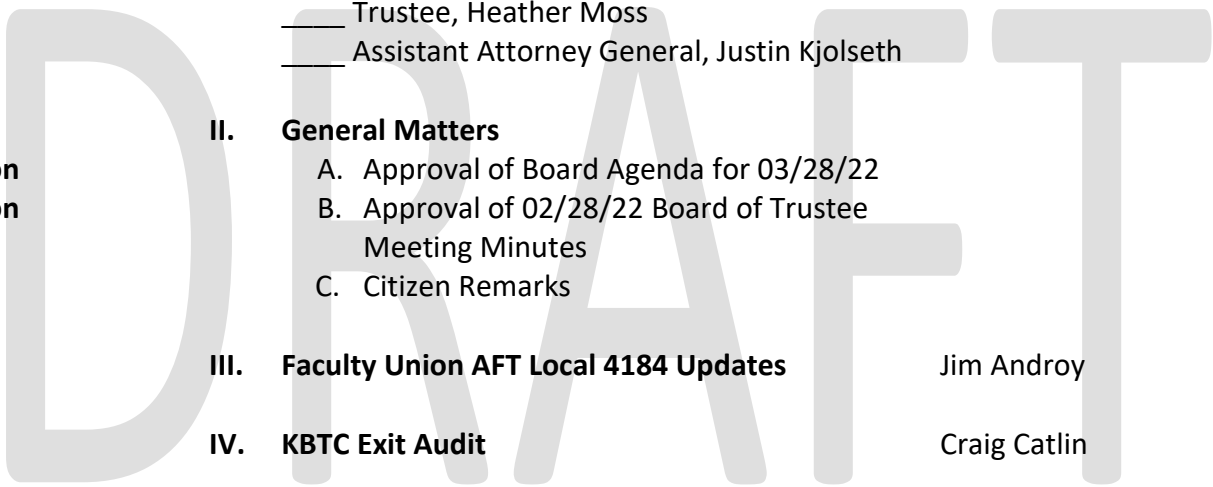 DRAFT
____ Trustee, Heather Moss
____ Assistant Attorney General, Justin Kjolseth
II. General Matters
A. Approval of Board Agenda for 03/28/22
B. Approval of 02/28/22 Board of Trustee
Meeting Minutes
C. Citizen Remarks
III. Faculty Union AFT Local 4184 Updates Jim Androy
IV. KBTC Exit Audit Craig Catlin